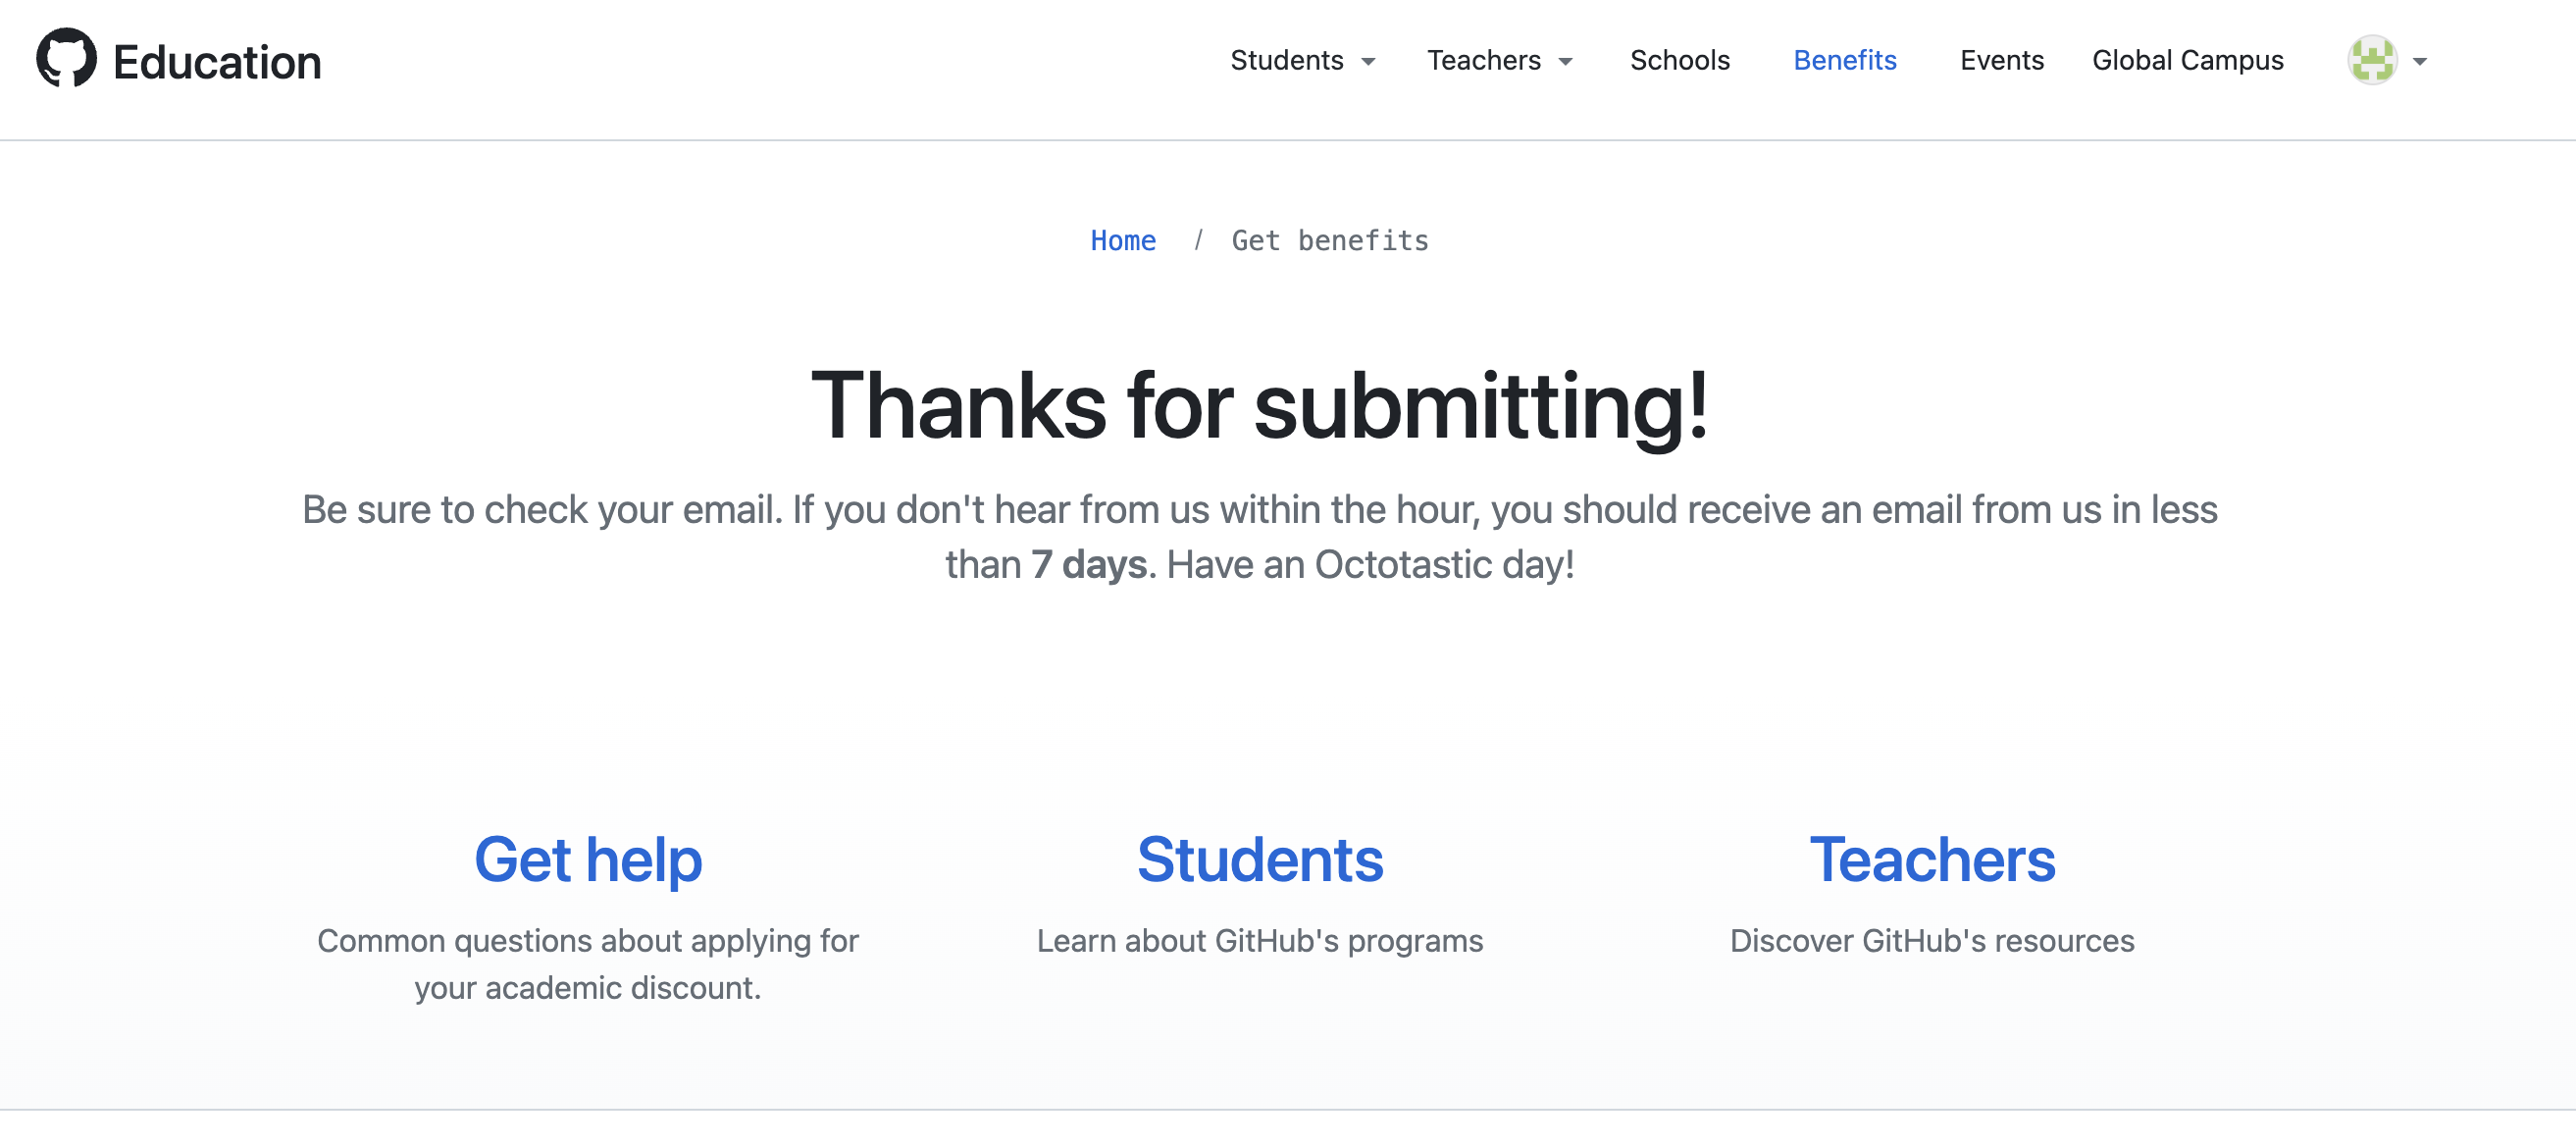 Education
Students
Teachers
Schools
Benefits
Events
Global Campus
Home / Get benefits
Thanks for submitting!
Be sure to check your email. If you don't hear from us within the hour, you should receive an email from us in less
than 7 days. Have an Octotastic day!
Get help
Common questions about applying for
your academic discount.
Students
Learn about GitHub's programs
Teachers
Discover GitHub's resources